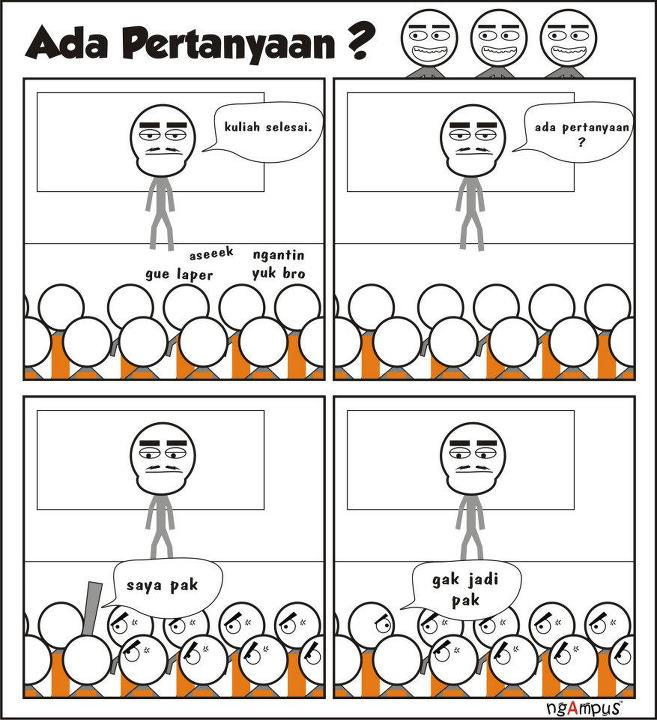 Ada Pertanyaan ?
kuliah selesai.
aseeek
ngantin
gue laper
yuk bro
ada pertanyaan
?
saya pak
gak jadi
pak
ngAmpus